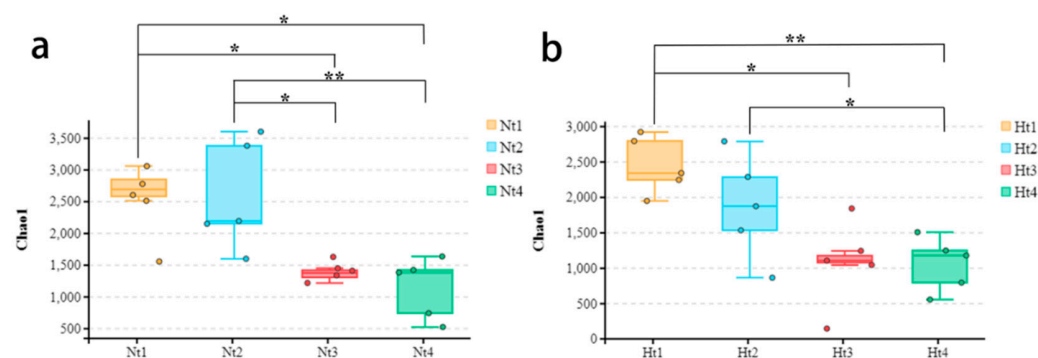 a
*
*
**
*
Chao1
3,500
3,000
2,500
2,000
1,500
1,000
500
Nt1
Nt2
Nt3
Nt4
Nt1
Nt2
Nt3
Nt4
b
**
*
*
Chao1
3,000
2,500
2,000
1,500
1,000
500
0
Ht1
Ht2
Ht3
Ht4
Ht1
Ht2
Ht3
Ht4